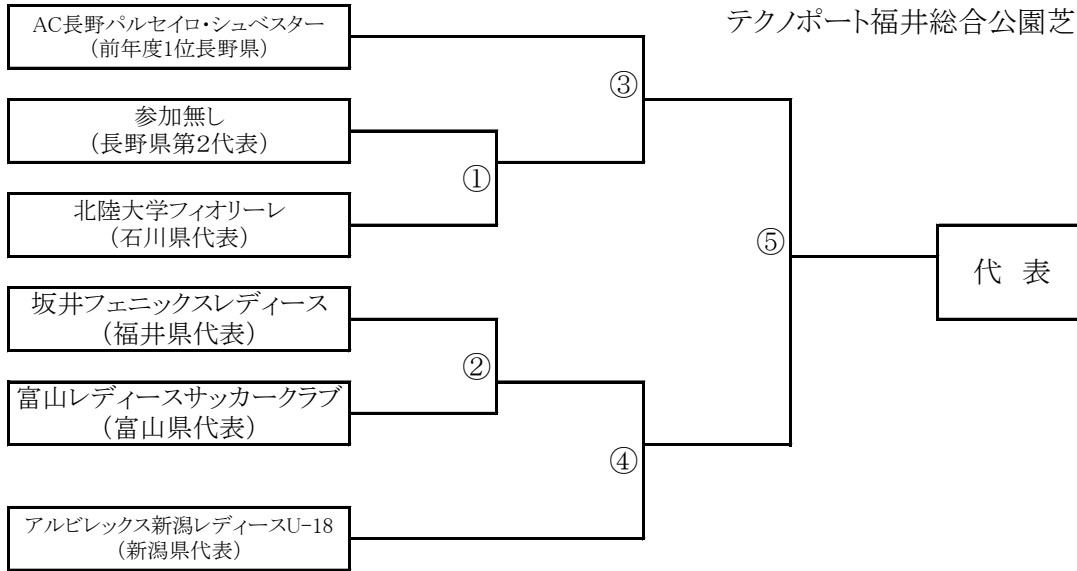 テクノポート福井総合公園芝
AC長野パルセイロ・シュベスター
（前年度1位長野県）
③
参加無し
（長野県第2代表）
①
北陸大学フィオリーレ
（石川県代表）
⑤
代 表
坂井フェニックスレディース
（福井県代表）
②
富山レディースサッカークラブ
（富山県代表）
④
アルビレックス新潟レディースU-18
（新潟県代表）